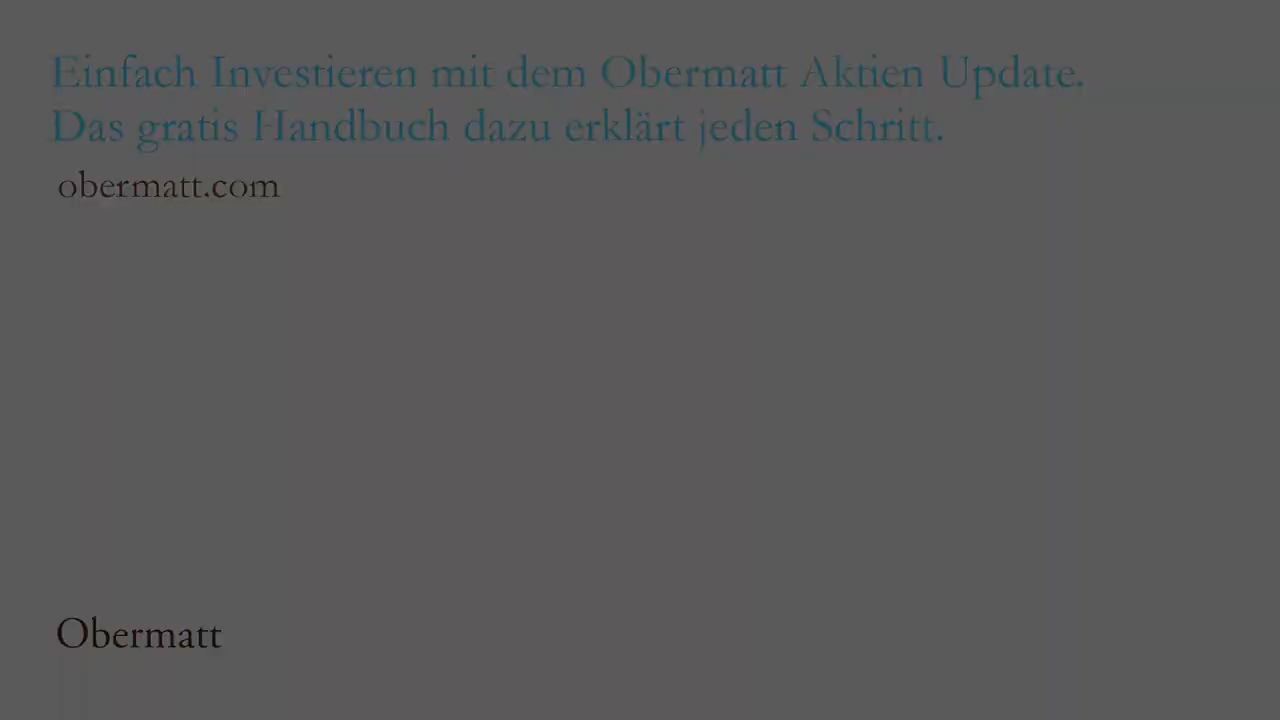 Einfach Investieren mit dem Obermatt Aktien Update.
Das gratis Handbuch dazu erklärt jeden Schritt.
obermatt.com
Obermatt